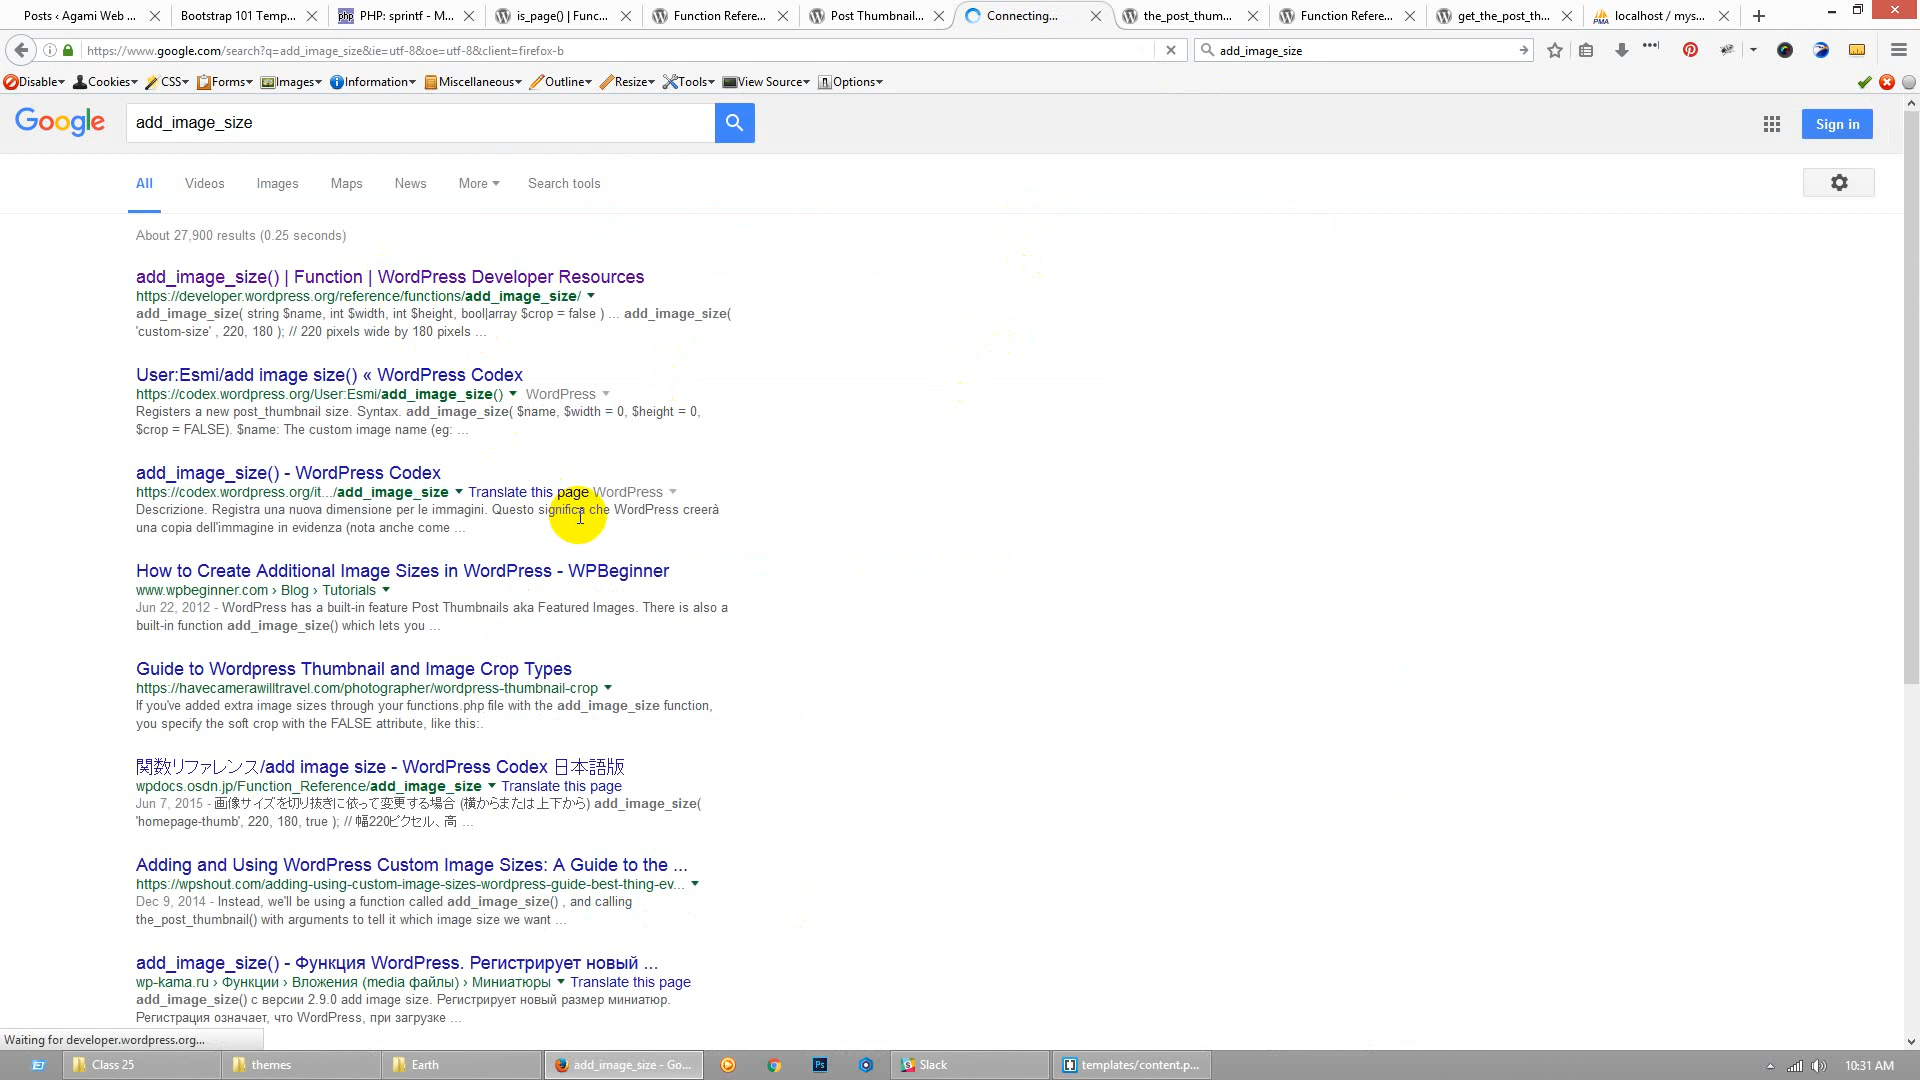 Posts ‹ Agami Web ...
Bootstrap 101 Temp...
php PHP: sprintf - M...
is_page() | Func...
Function Refere...
Post Thumbnail...
Connecting...
the_post_thum...
Function Refere...
get_the_post_th...
PMA localhost / mys...
https://www.google.com/search?q=add_image_size&ie=utf-8&oe=utf-8&client=firefox-b
add_image_size
Disable Cookies CSS Forms Images Information Miscellaneous Outline Resize Tools View Source Options
Google
add_image_size
Sign in
All Videos Images Maps News More Search tools
About 27,900 results (0.25 seconds)
add_image_size() | Function | WordPress Developer Resources
https://developer.wordpress.org/reference/functions/add_image_size/
add_image_size( string $name, int $width, int $height, bool|array $crop = false ) ... add_image_size(
'custom-size' , 220, 180 ); // 220 pixels wide by 180 pixels ...
User:Esmi/add image size() « WordPress Codex
https://codex.wordpress.org/User:Esmi/add_image_size() WordPress
Registers a new post_thumbnail size. Syntax. add_image_size( $name, $width = 0, $height = 0,
$crop = FALSE). $name: The custom image name (eg: ...
add_image_size() - WordPress Codex
https://codex.wordpress.org/it.../add_image_size Translate this page WordPress
Descrizione. Registra una nuova dimensione per le immagini. Questo significa che WordPress creerà
una copia dell'immagine in evidenza (nota anche come ...
How to Create Additional Image Sizes in WordPress - WPBeginner
www.wpbeginner.com › Blog › Tutorials
Jun 22, 2012 - WordPress has a built-in feature Post Thumbnails aka Featured Images. There is also a
built-in function add_image_size() which lets you ...
Guide to Wordpress Thumbnail and Image Crop Types
https://havecamerawilltravel.com/photographer/wordpress-thumbnail-crop
If you've added extra image sizes through your functions.php file with the add_image_size function,
you specify the soft crop with the FALSE attribute, like this:.
関数リファレンス/add image size - WordPress Codex 日本語版
wpdocs.osdn.jp/Function_Reference/add_image_size Translate this page
Jun 7, 2015 - 画像サイズを切り抜きに依って変更する場合 (横からまたは上下から) add_image_size(
'homepage-thumb', 220, 180, true ); // 幅220ピクセル、高 ...
Adding and Using WordPress Custom Image Sizes: A Guide to the ...
https://wpshout.com/adding-using-custom-image-sizes-wordpress-guide-best-thing-ev...
Dec 9, 2014 - Instead, we'll be using a function called add_image_size() , and calling
the_post_thumbnail() with arguments to tell it which image size we want ...
add_image_size() - Функция WordPress. Регистрирует новый ...
wp-kama.ru › Функции › Вложения (media файлы) › Миниатюры Translate this page
add_image_size() с версии 2.9.0 add image size. Регистрирует новый размер миниатюр.
Регистрация означает, что WordPress, при загрузке ...
Waiting for developer.wordpress.org...
Class 25
themes
Earth
add_image_size - Go...
Ps
Slack
templates/content.p...
10:31 AM